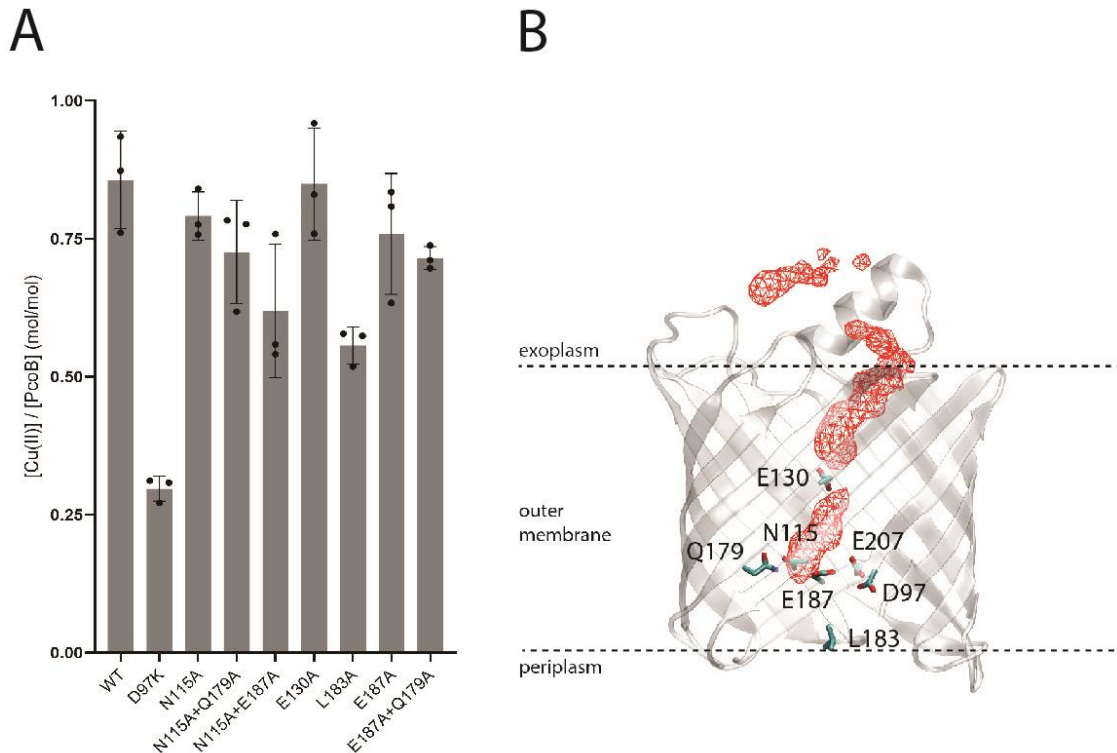 A
B
[Cu(II)] / [PcoB] (mol/mol)
1.00
0.75
0.50
0.25
0.00
WT
D97K
N115A
N115A+Q179A
N115A+E187A
E130A
L183A
E187A
E187A+Q179A
exoplasm
E130
outer
membrane
N115
Q179
E207
E187
D97
L183
periplasm